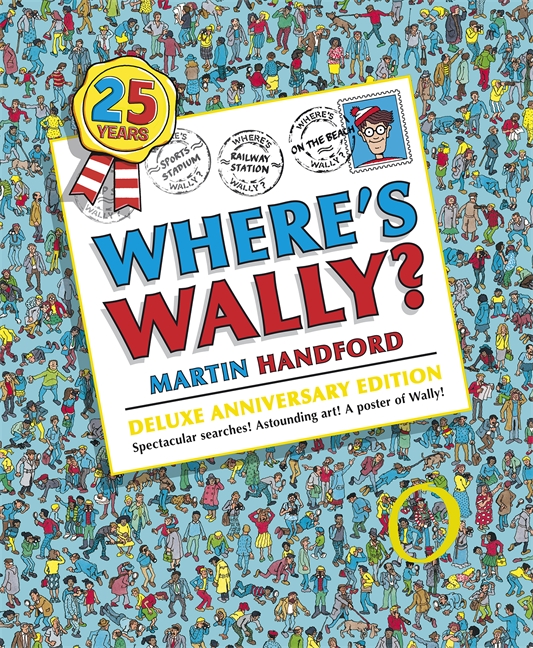 25
YEARS
WHERE'S
SPORTS
STADIUM
WALLY?
WHERE'S
RAILWAY
STATION
WALLY?
WHERE'S
ON THE BEACH
WALLY?
WALLY?
WHERE'S
WALLY?
MARTIN HANDFORD
DELUXE ANNIVERSARY EDITION
Spectacular searches! Astounding art! A poster of Wally!